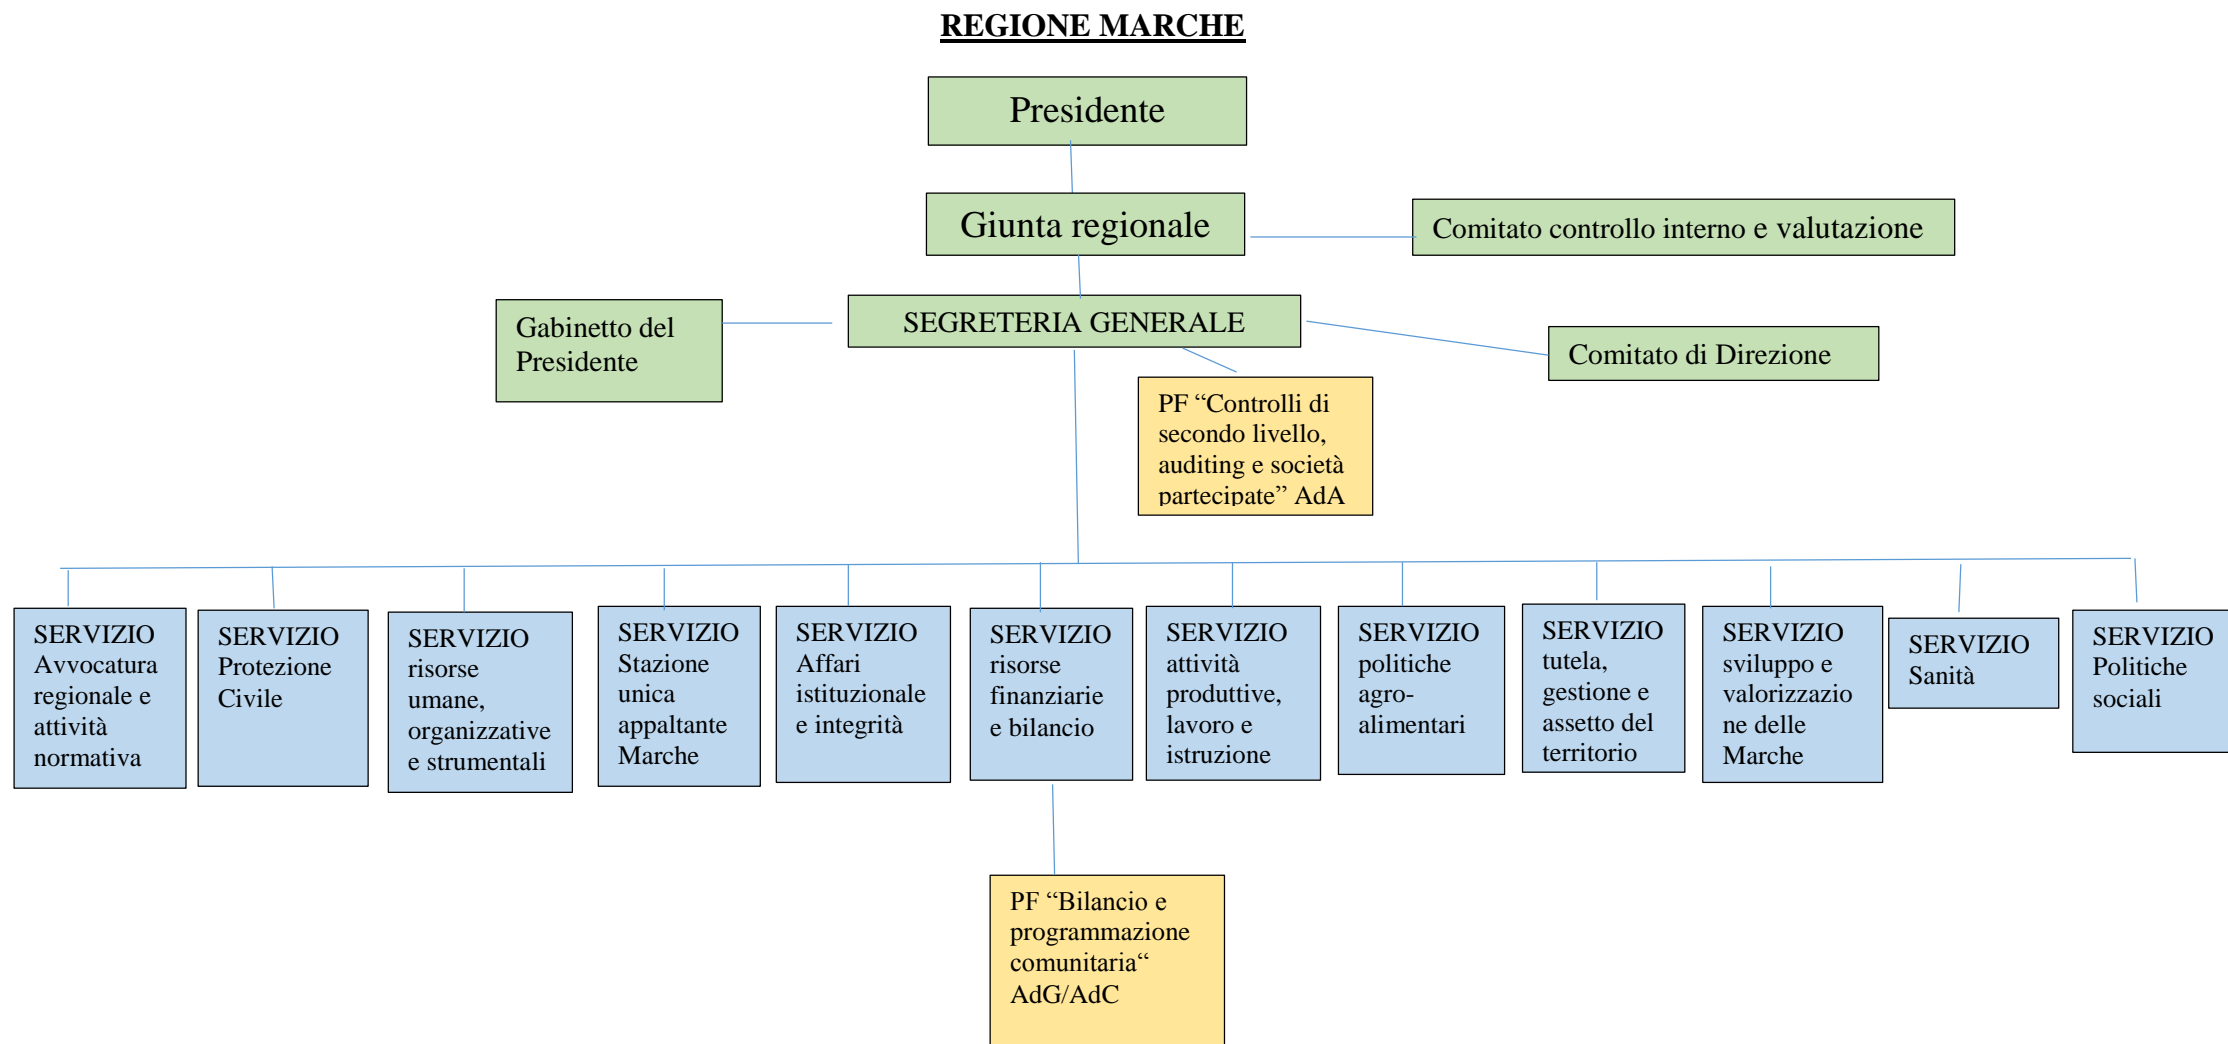 REGIONE MARCHE
Presidente
Giunta regionale
Comitato controllo interno e valutazione
Gabinetto del
Presidente
SEGRETERIA GENERALE
Comitato di Direzione
PF “Controlli di
secondo livello,
auditing e società
partecipate” AdA
SERVIZIO
Avvocatura
regionale e
attività
normativa
SERVIZIO
Protezione
Civile
SERVIZIO
risorse
umane,
organizzative
e strumentali
SERVIZIO
Stazione
unica
appaltante
Marche
SERVIZIO
Affari
istituzionale
e integrità
SERVIZIO
risorse
finanziarie
e bilancio
SERVIZIO
attività
produttive,
lavoro e
istruzione
SERVIZIO
politiche
agro-
alimentari
SERVIZIO
tutela,
gestione e
assetto del
territorio
SERVIZIO
sviluppo e
valorizzazio
ne delle
Marche
SERVIZIO
Sanità
SERVIZIO
Politiche
sociali
PF “Bilancio e
programmazione
comunitaria“
AdG/AdC